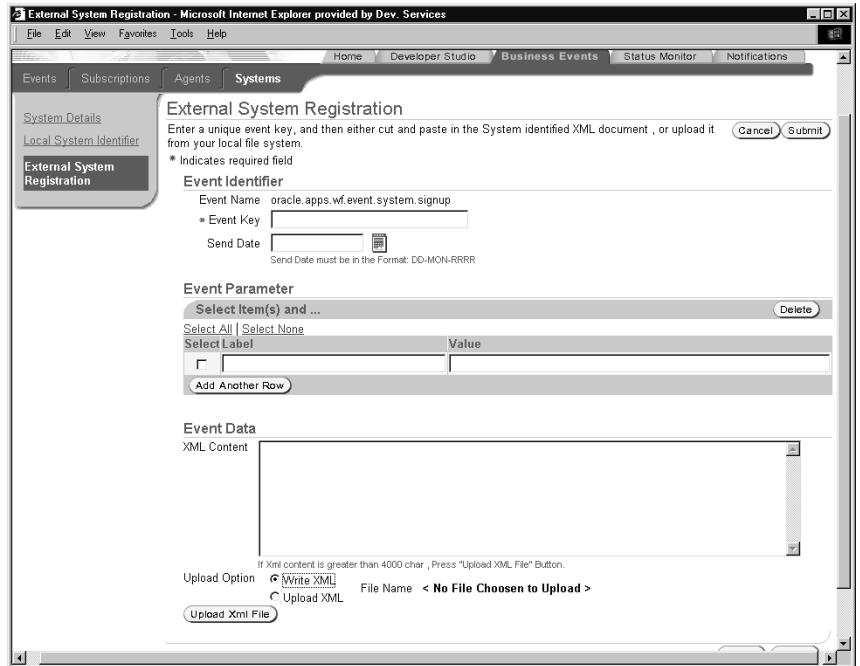 External System Registration - Microsoft Internet Explorer provided by Dev. Services
File Edit View Favorites Tools Help
Home Developer Studio Business Events Status Monitor Notifications
Events Subscriptions Agents Systems
System Details
Local System Identifier
External System
Registration
External System Registration
Enter a unique event key, and then either cut and paste in the System identified XML document , or upload it
from your local file system.
Cancel Submit
* Indicates required field
Event Identifier
Event Name oracle.apps.wf.event.system.signup
* Event Key
Send Date
Send Date must be in the Format: DD-MON-RRRR
Event Parameter
Select Item(s) and ... Delete
Select All | Select None
Select Label Value
Add Another Row
Event Data
XML Content
If Xml content is greater than 4000 char , Press "Upload XML File" Button.
Upload Option Write XML
Upload XML
File Name < No File Choosen to Upload >
Upload Xml File